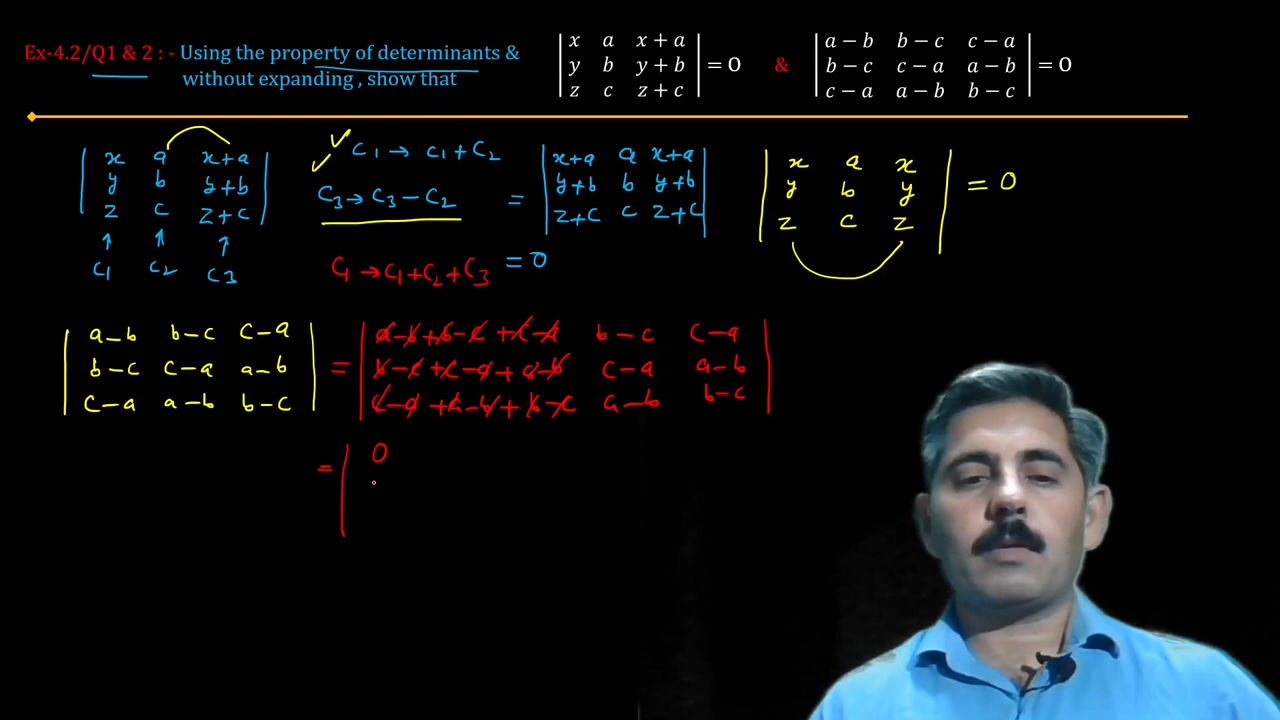 Ex-4.2/Q1 & 2 : - Using the property of determinants &
without expanding , show that
| x a x + a |
| y b y + b | = 0
| z c z + c |
&
| a − b b − c c − a |
| b − c c − a a − b | = 0
| c − a a − b b − c |
| x a x+a |
| y b y+b |
| z c z+c |
↑ ↑ ↑
C1 C2 C3
C1 → C1+C2
C3 → C3 − C2
= | x+a a x+a |
| y+b b y+b |
| z+c c z+c |
= 0
C1 → C1+C2+C3
| x a x |
| y b y | = 0
| z c z |
| a−b b−c c−a |
| b−c c−a a−b |
| c−a a−b b−c |
= | a−b+b−c+c−a b−c c−a |
| b−c+c−a+a−b c−a a−b |
| c−a+a−b+b−c a−b b−c |
= | 0